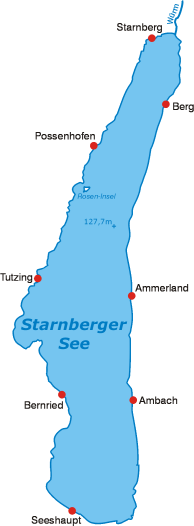 Würm
Starnberg
Berg
Possenhofen
Rosen-Insel
127,7m
Tutzing
Ammerland
Starnberger
See
Bernried
Ambach
Seeshaupt